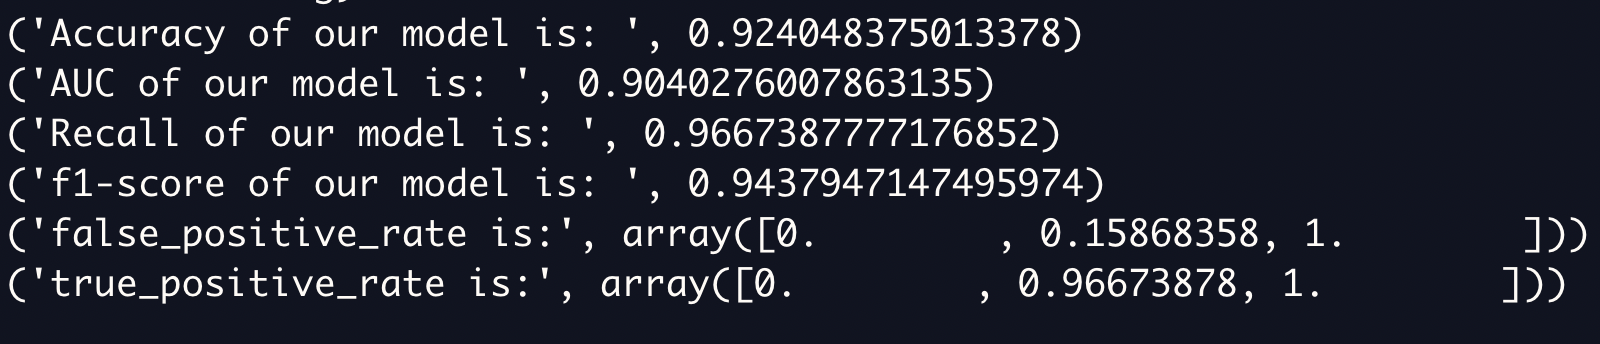 ('Accuracy of our model is: ', 0.924048375013378)
('AUC of our model is: ', 0.9040276007863135)
('Recall of our model is: ', 0.9667387777176852)
('f1-score of our model is: ', 0.9437947147495974)
('false_positive_rate is:', array([0.        , 0.15868358, 1.        ]))
('true_positive_rate is:', array([0.        , 0.96673878, 1.        ]))